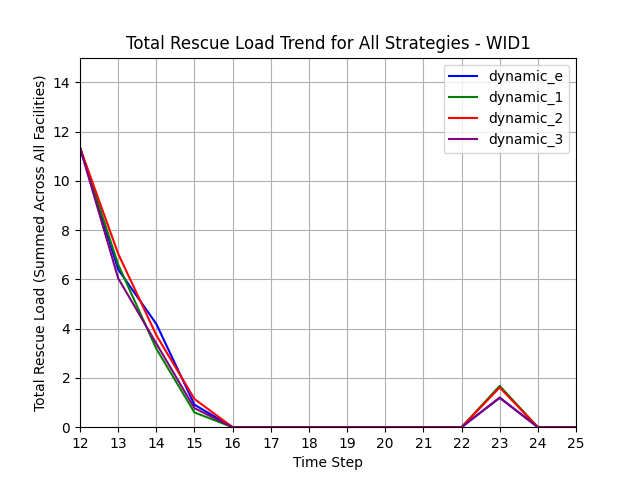 Total Rescue Load Trend for All Strategies - WID1
Total Rescue Load (Summed Across All Facilities)
14
12
10
8
6
4
2
0
dynamic_e
dynamic_1
dynamic_2
dynamic_3
12 13 14 15 16 17 18 19 20 21 22 23 24 25
Time Step